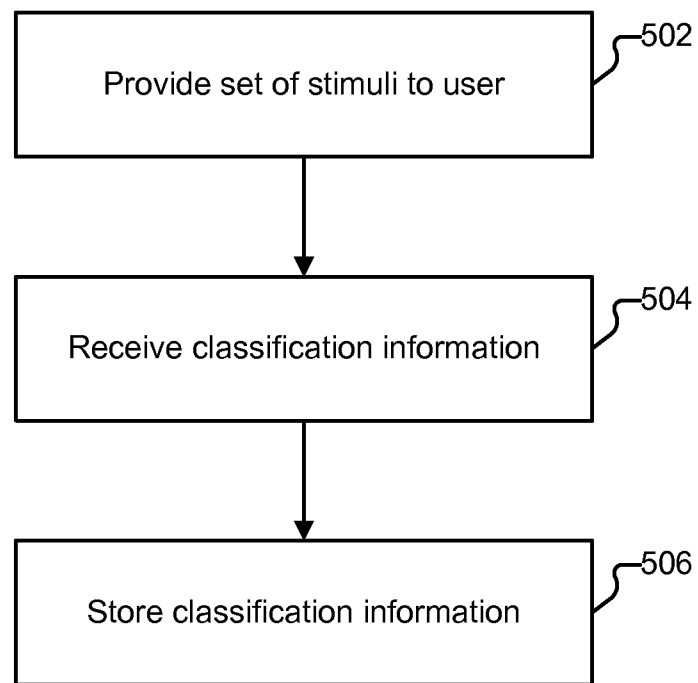 502
Provide set of stimuli to user
504
Receive classification information
506
Store classification information